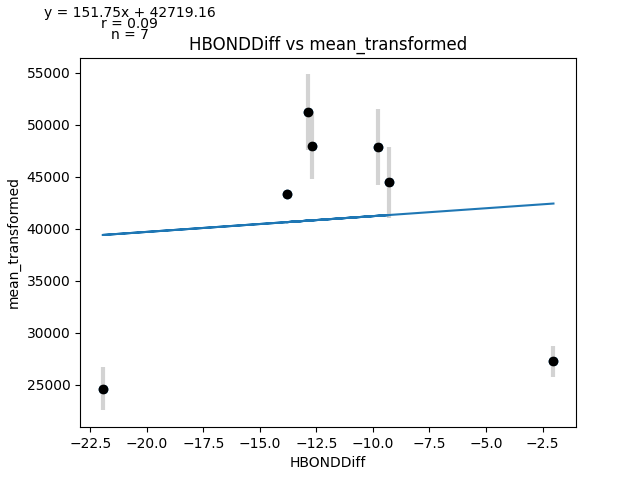 y = 151.75x + 42719.16
r = 0.09
n = 7
HBONDDiff vs mean_transformed
55000
50000
45000
40000
35000
30000
25000
mean_transformed
−22.5 −20.0 −17.5 −15.0 −12.5 −10.0 −7.5 −5.0 −2.5
HBONDDiff